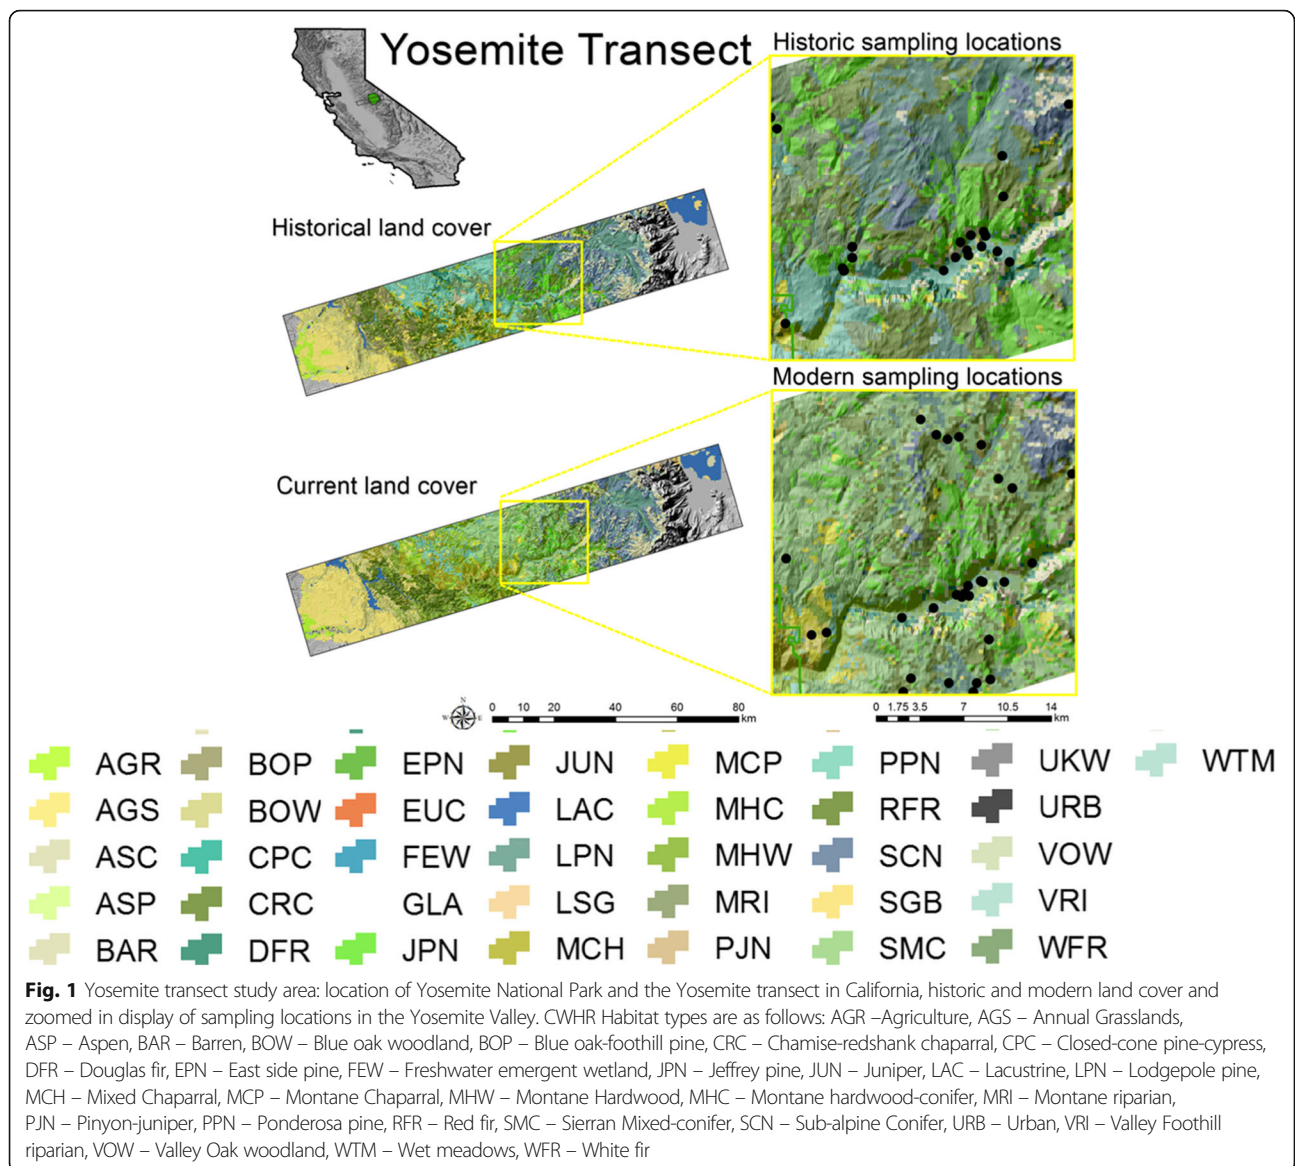 Yosemite Transect
Historic sampling locations
Historical land cover
Modern sampling locations
Current land cover
N
W E
S
0 10 20 40 60 80
km
0 1.75 3.5 7 10.5 14
km
AGR BOP EPN JUN MCP PPN UKW WTM
AGS BOW EUC LAC MHC RFR URB
ASC CPC FEW LPN MHW SCN VOW
ASP CRC GLA LSG MRI SGB VRI
BAR DFR JPN MCH PJN SMC WFR
Fig. 1 Yosemite transect study area: location of Yosemite National Park and the Yosemite transect in California, historic and modern land cover and
zoomed in display of sampling locations in the Yosemite Valley. CWHR Habitat types are as follows: AGR –Agriculture, AGS – Annual Grasslands,
ASP – Aspen, BAR – Barren, BOW – Blue oak woodland, BOP – Blue oak-foothill pine, CRC – Chamise-redshank chaparral, CPC – Closed-cone pine-cypress,
DFR – Douglas fir, EPN – East side pine, FEW – Freshwater emergent wetland, JPN – Jeffrey pine, JUN – Juniper, LAC – Lacustrine, LPN – Lodgepole pine,
MCH – Mixed Chaparral, MCP – Montane Chaparral, MHW – Montane Hardwood, MHC – Montane hardwood-conifer, MRI – Montane riparian,
PJN – Pinyon-juniper, PPN – Ponderosa pine, RFR – Red fir, SMC – Sierran Mixed-conifer, SCN – Sub-alpine Conifer, URB – Urban, VRI – Valley Foothill
riparian, VOW – Valley Oak woodland, WTM – Wet meadows, WFR – White fir